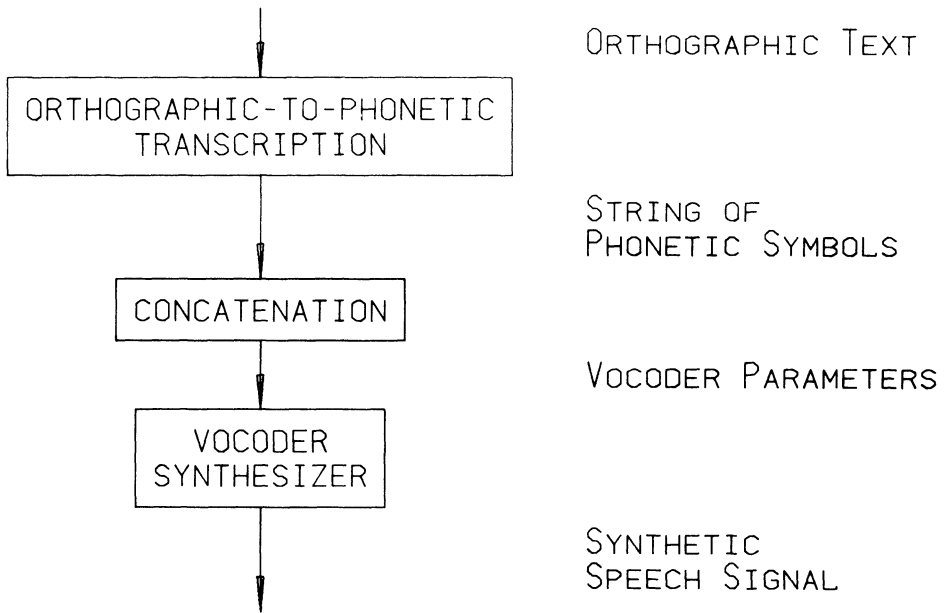 ORTHOGRAPHIC TEXT
ORTHOGRAPHIC-TO-PHONETIC
TRANSCRIPTION
STRING OF
PHONETIC SYMBOLS
CONCATENATION
VOCODER PARAMETERS
VOCODER
SYNTHESIZER
SYNTHETIC
SPEECH SIGNAL